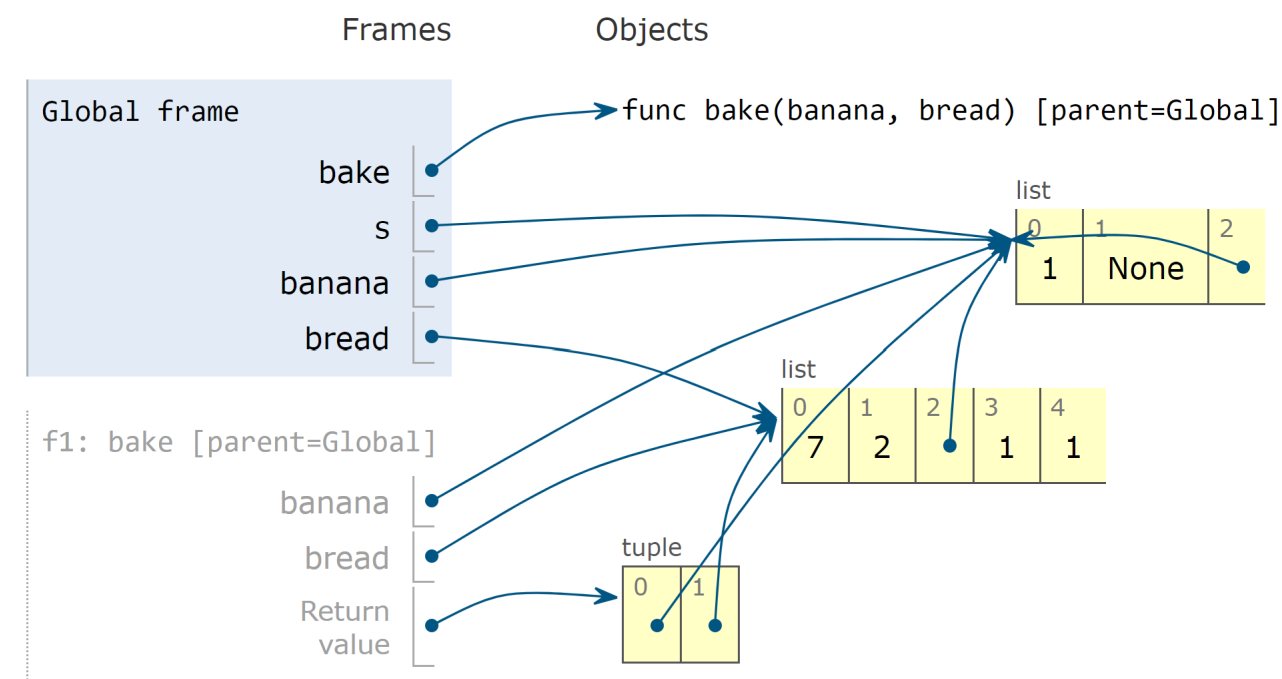 Frames Objects
Global frame
func bake(banana, bread) [parent=Global]
bake
s
banana
bread
list
0 1 2
1 None
list
0 1 2 3 4
7 2 1 1
f1: bake [parent=Global]
banana
bread
Return
value
tuple
0 1